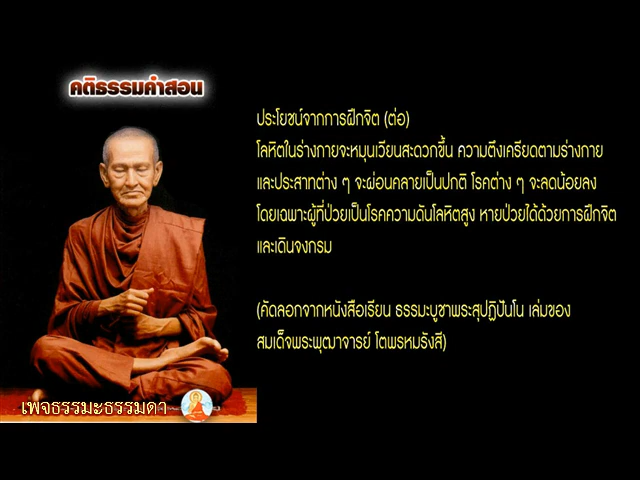 คติธรรมคำสอน
ประโยชน์จากการฝึกจิต (ต่อ)
โลหิตในร่างกายจะหมุนเวียนสะดวกขึ้น ความตึงเครียดตามร่างกาย
และประสาทต่าง ๆ จะผ่อนคลายเป็นปกติ โรคต่าง ๆ จะลดน้อยลง
โดยเฉพาะผู้ที่ป่วยเป็นโรคความดันโลหิตสูง หายป่วยได้ด้วยการฝึกจิต
และเดินจงกรม
(คัดลอกจากหนังสือเรียน ธรรมะบูชาพระสุปฏิปันโน เล่มของ
สมเด็จพระพุฒาจารย์ โตพรหมรังสี)
เพจธรรมะธรรมดา